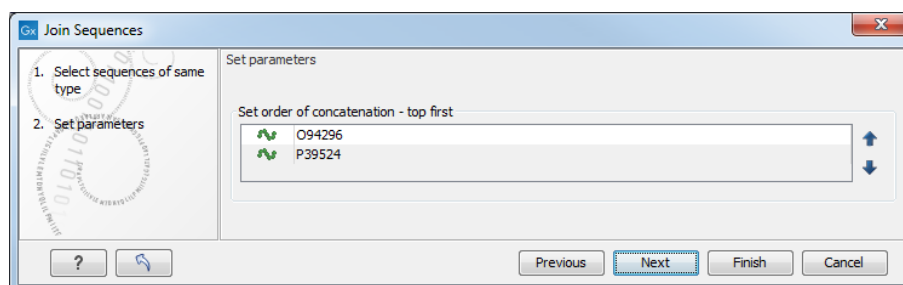 Gx Join Sequences
X
1. Select sequences of same
type
2. Set parameters
Set parameters
Set order of concatenation - top first
O94296
P39524
? Previous Next Finish Cancel